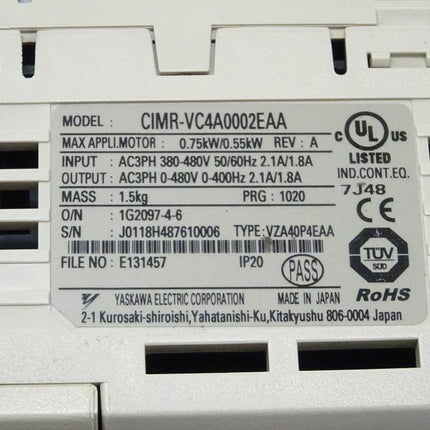 MODEL : CIMR-VC4A0002EAA
MAX APPLI.MOTOR : 0.75kW/0.55kW REV : A
INPUT : AC3PH 380-480V 50/60Hz 2.1A/1.8A
OUTPUT : AC3PH 0-480V 0-400Hz 2.1A/1.8A
MASS : 1.5kg PRG : 1020
O/N : 1G2097-4-6
S/N : J0118H487610006 TYPE:VZA40P4EAA
FILE NO : E131457 IP20 PASS
YASKAWA ELECTRIC CORPORATION MADE IN JAPAN
2-1 Kurosaki-shiroishi,Yahatanishi-Ku,Kitakyushu 806-0004 Japan
C UL US
LISTED
IND.CONT.EQ.
7J48
CE
TÜV
RoHS